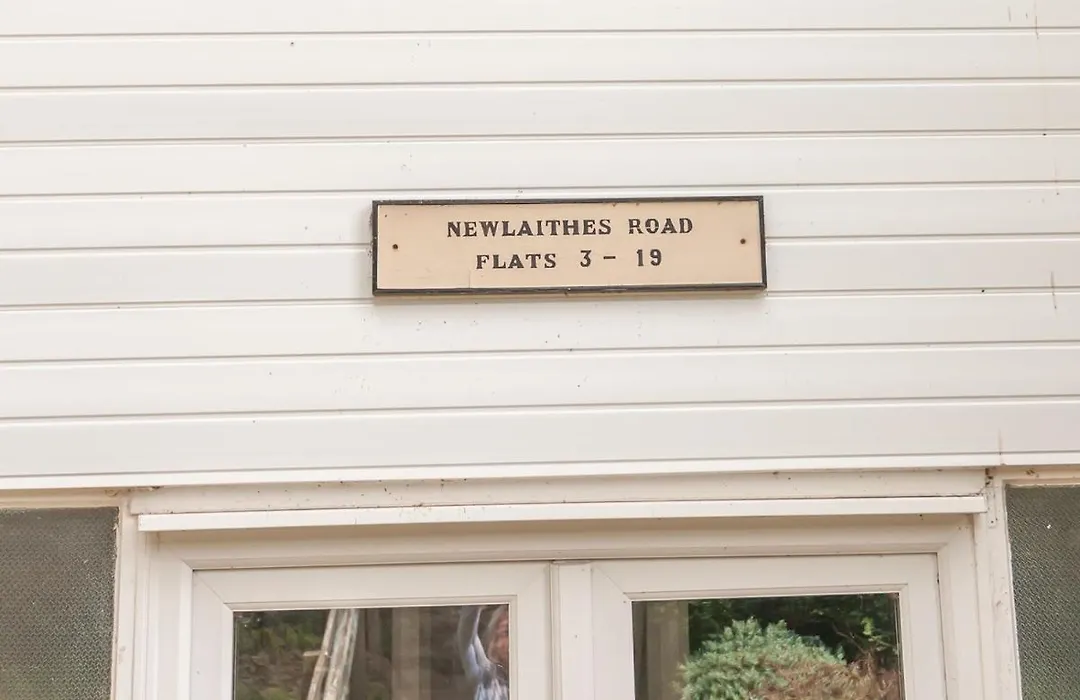 NEWLAITHES ROAD
FLATS 3 - 19